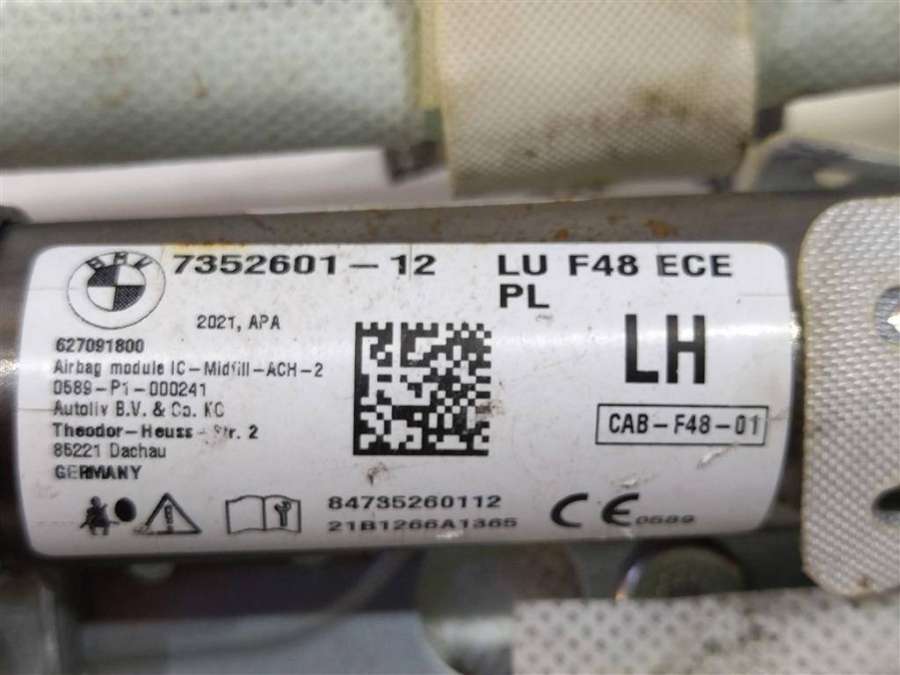 BMW
7352601-12
LU F48 ECE
PL
2021, APA
LH
627091800
Airbag module IC-Midfill-ACH-2
0589-P1-000241
Autoliv B.V. & Co. KG
CAB-F48-01
Theodor-Heuss-Str. 2
85221 Dachau
GERMANY
84735260112
21B1266A1365
CE 0589